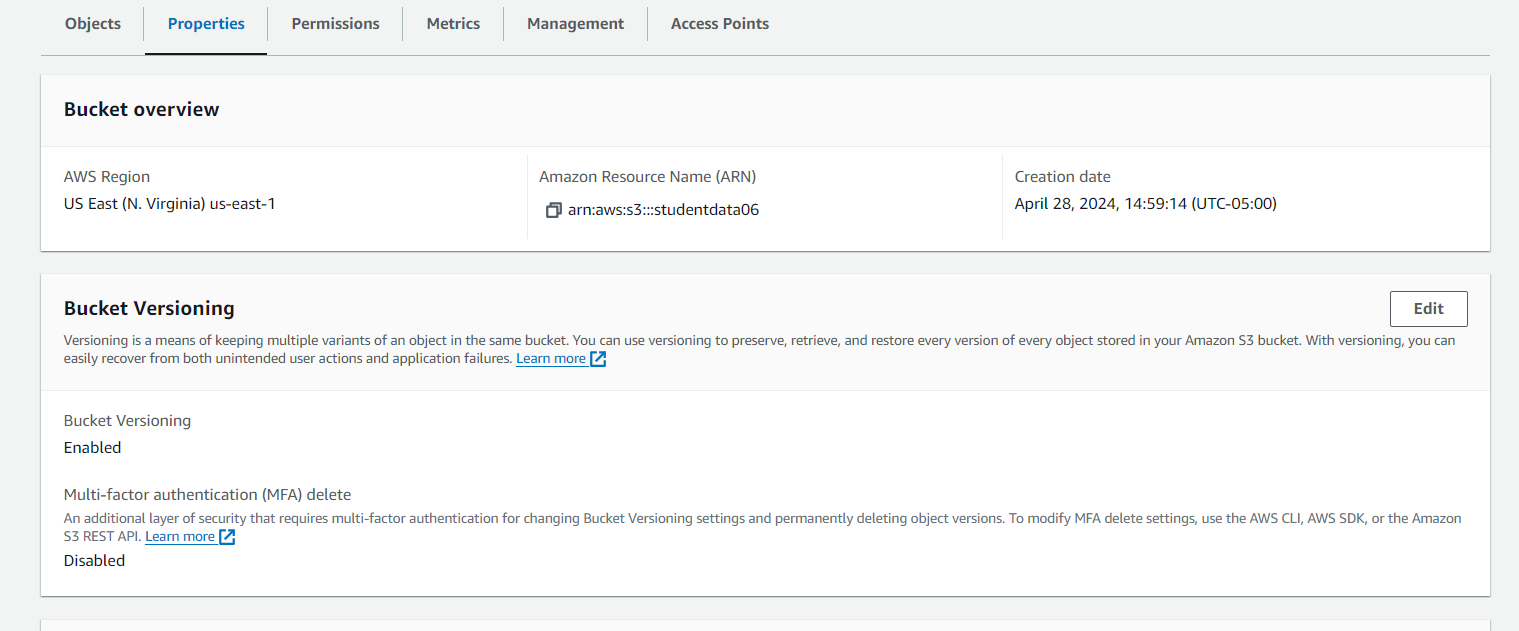 Objects
Properties
Permissions
Metrics
Management
Access Points
Bucket overview
AWS Region
US East (N. Virginia) us-east-1
Amazon Resource Name (ARN)
arn:aws:s3:::studentdata06
Creation date
April 28, 2024, 14:59:14 (UTC-05:00)
Bucket Versioning
Edit
Versioning is a means of keeping multiple variants of an object in the same bucket. You can use versioning to preserve, retrieve, and restore every version of every object stored in your Amazon S3 bucket. With versioning, you can
easily recover from both unintended user actions and application failures. Learn more
Bucket Versioning
Enabled
Multi-factor authentication (MFA) delete
An additional layer of security that requires multi-factor authentication for changing Bucket Versioning settings and permanently deleting object versions. To modify MFA delete settings, use the AWS CLI, AWS SDK, or the Amazon
S3 REST API. Learn more
Disabled